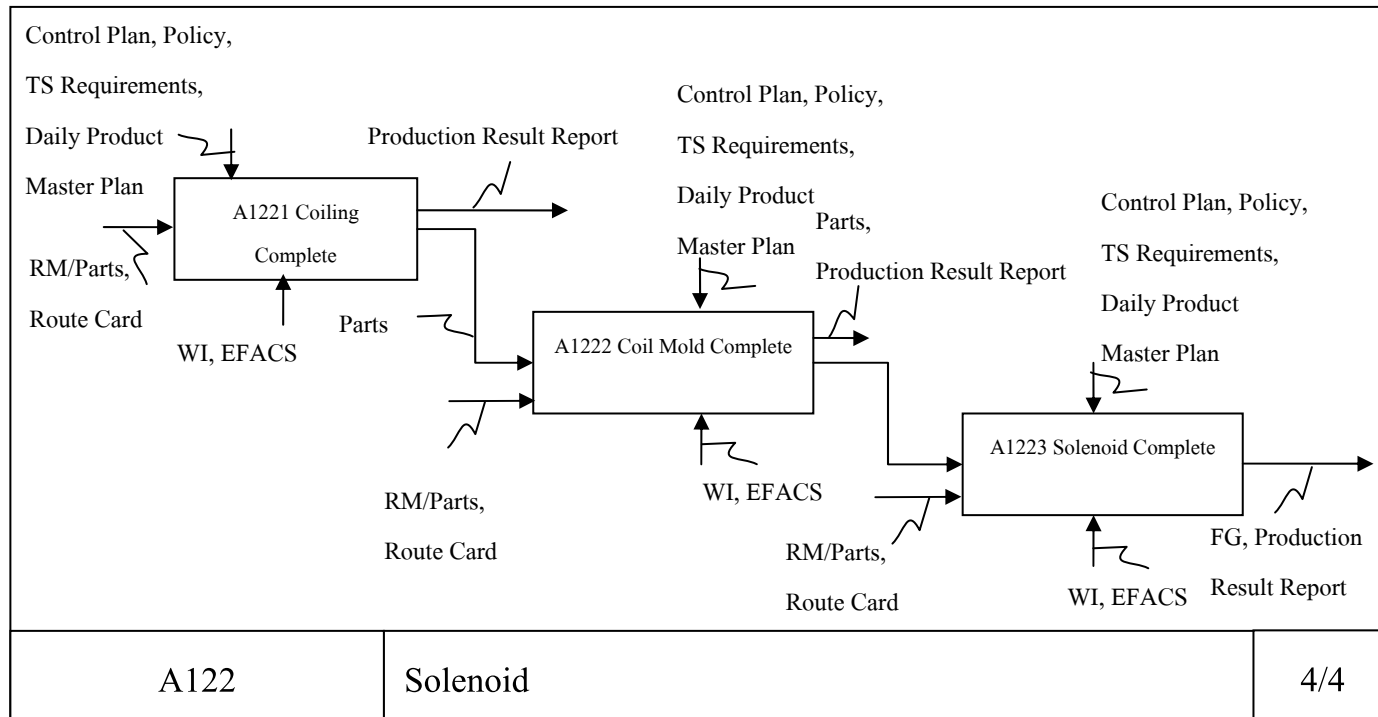 Control Plan, Policy,
TS Requirements,
Daily Product
Master Plan
Production Result Report
A1221 Coiling
Complete
RM/Parts,
Route Card
WI, EFACS
Parts
Control Plan, Policy,
TS Requirements,
Daily Product
Master Plan
Parts,
Production Result Report
A1222 Coil Mold Complete
RM/Parts,
Route Card
WI, EFACS
Control Plan, Policy,
TS Requirements,
Daily Product
Master Plan
A1223 Solenoid Complete
RM/Parts,
Route Card
WI, EFACS
FG, Production
Result Report
A122
Solenoid
4/4